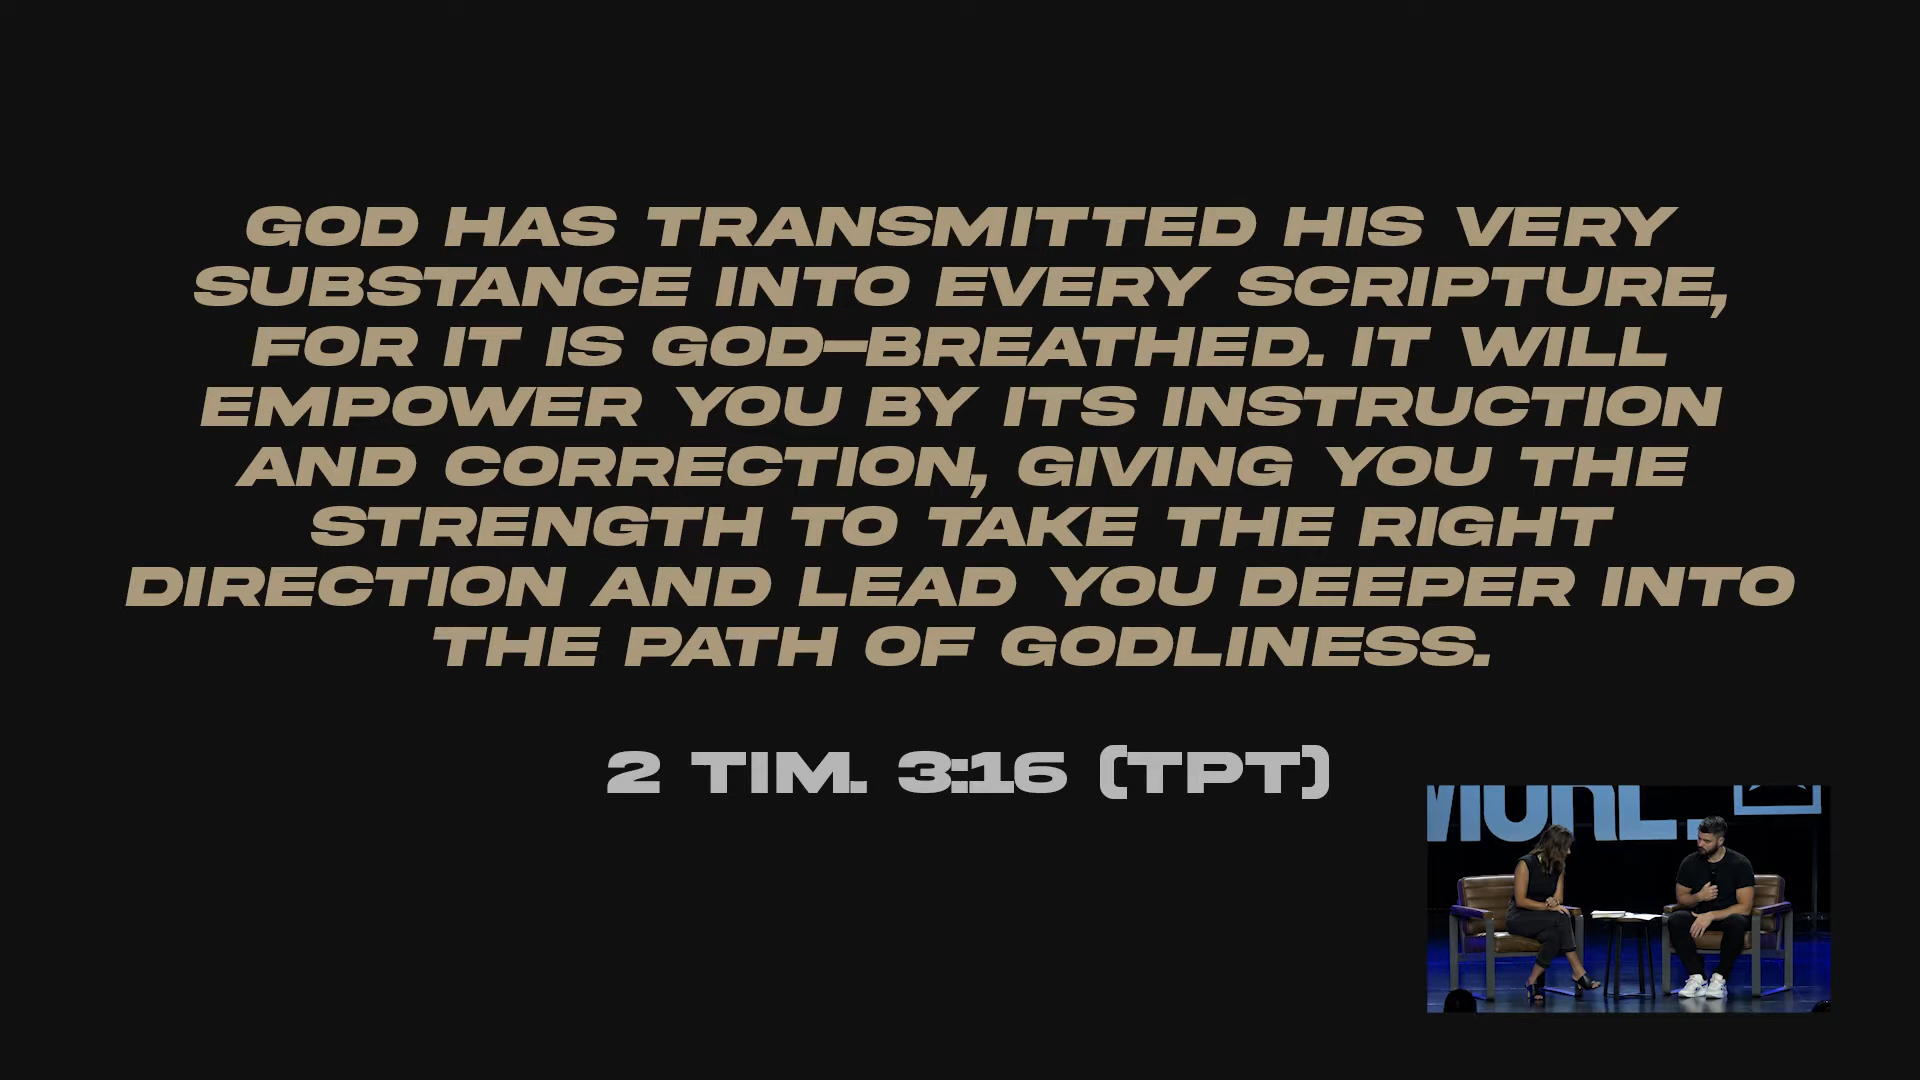 GOD HAS TRANSMITTED HIS VERY
SUBSTANCE INTO EVERY SCRIPTURE,
FOR IT IS GOD–BREATHED. IT WILL
EMPOWER YOU BY ITS INSTRUCTION
AND CORRECTION, GIVING YOU THE
STRENGTH TO TAKE THE RIGHT
DIRECTION AND LEAD YOU DEEPER INTO
THE PATH OF GODLINESS.
2 TIM. 3:16 (TPT)